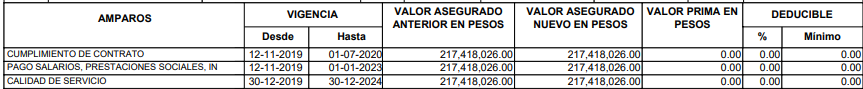 AMPAROS VIGENCIA VALOR ASEGURADO ANTERIOR EN PESOS VALOR ASEGURADO NUEVO EN PESOS VALOR PRIMA EN PESOS DEDUCIBLE
Desde Hasta % Mínimo
CUMPLIMIENTO DE CONTRATO 12-11-2019 01-07-2020 217,418,026.00 217,418,026.00 0.00 0.00 0.00
PAGO SALARIOS, PRESTACIONES SOCIALES, IN 12-11-2019 01-01-2023 217,418,026.00 217,418,026.00 0.00 0.00 0.00
CALIDAD DE SERVICIO 30-12-2019 30-12-2024 217,418,026.00 217,418,026.00 0.00 0.00 0.00